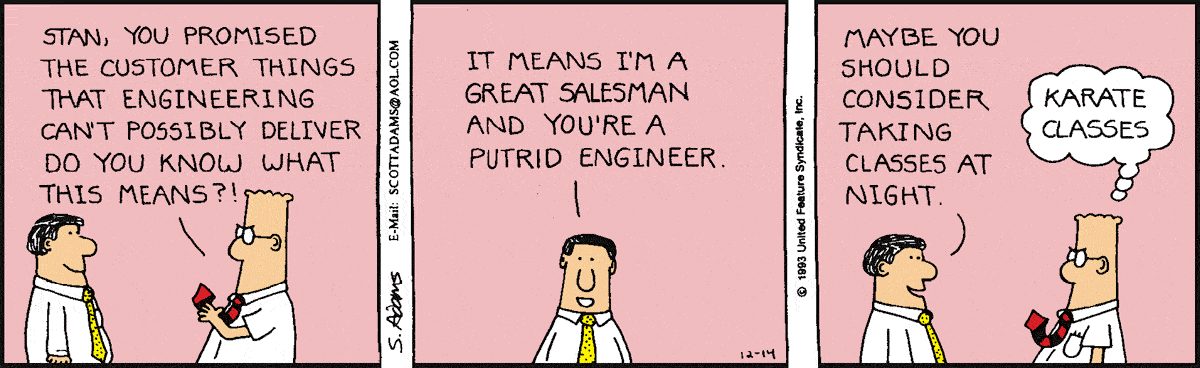 STAN, YOU PROMISED
THE CUSTOMER THINGS
THAT ENGINEERING
CAN'T POSSIBLY DELIVER
DO YOU KNOW WHAT
THIS MEANS?!
S. Adams
E-Mail: SCOTTADAMS@AOL.COM
IT MEANS I'M A
GREAT SALESMAN
AND YOU'RE A
PUTRID ENGINEER.
12-14
© 1993 United Feature Syndicate, Inc.
MAYBE YOU
SHOULD
CONSIDER
TAKING
CLASSES AT
NIGHT.
KARATE
CLASSES